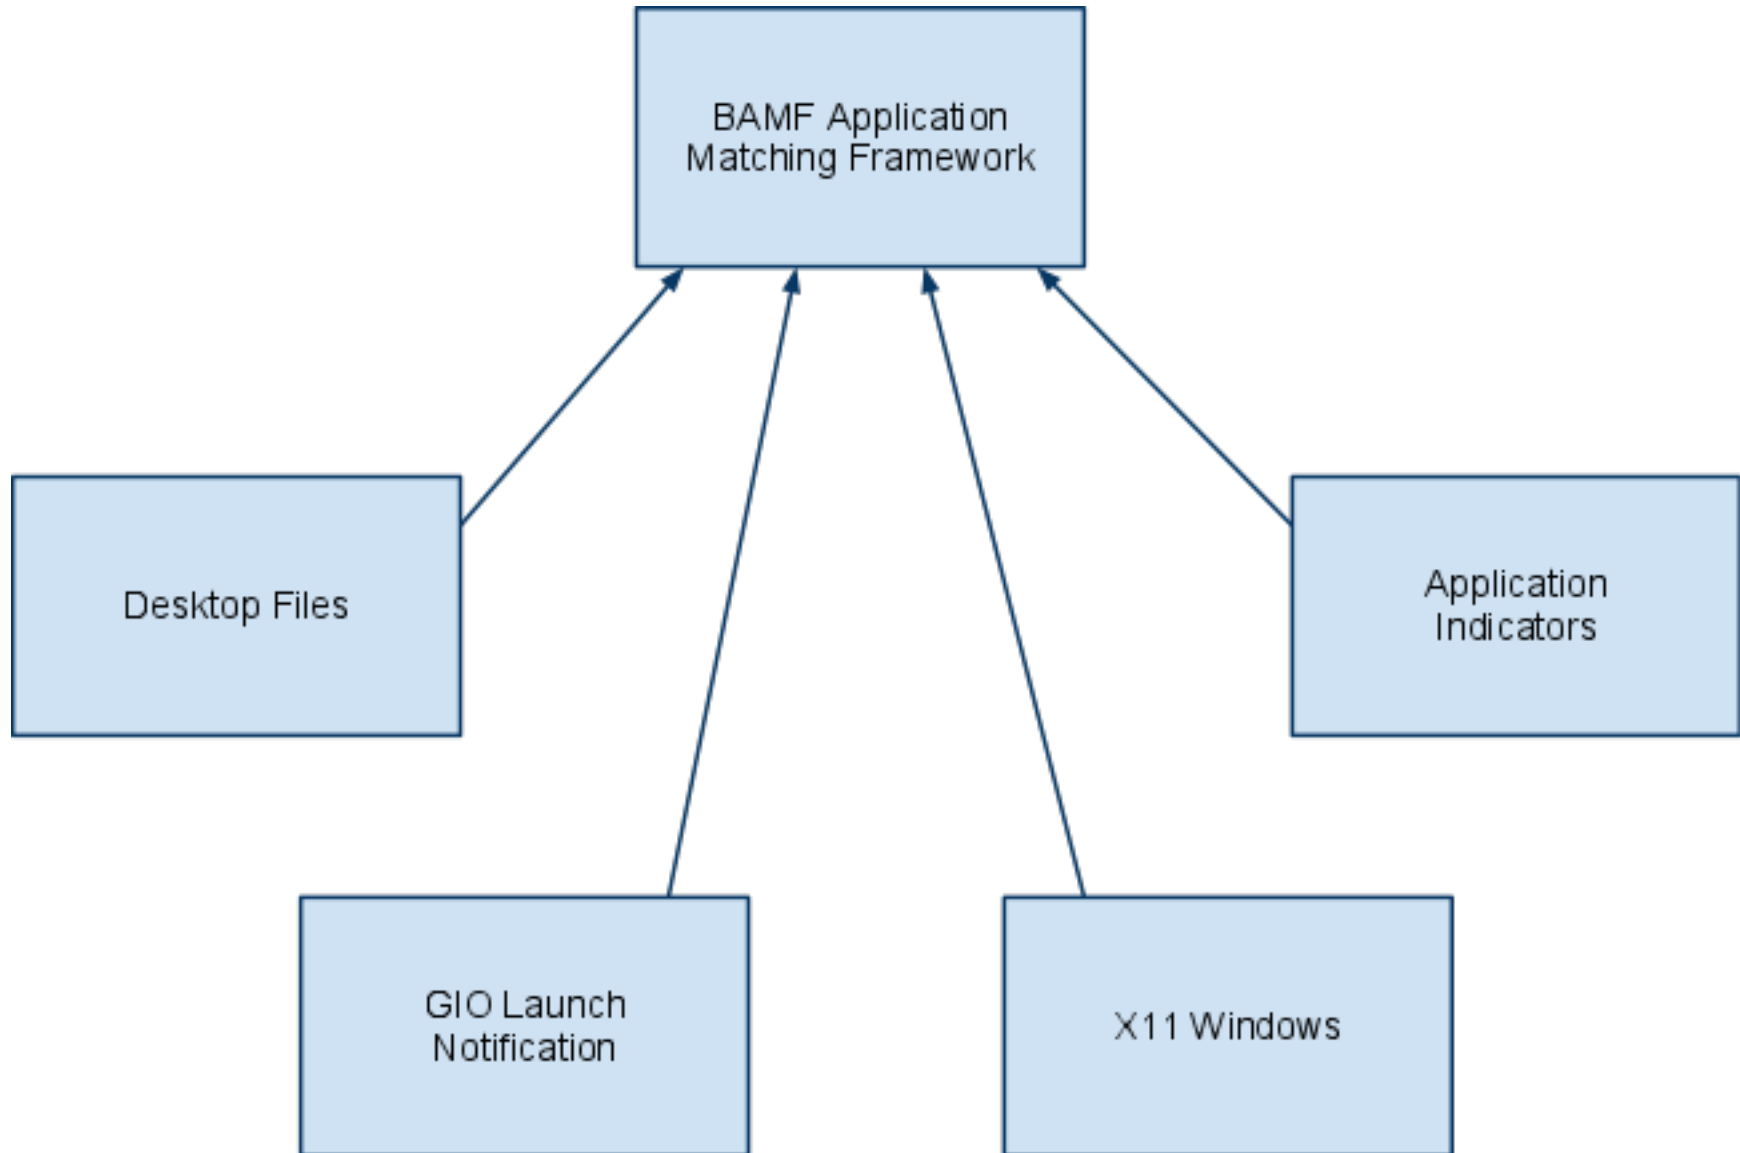 BAMF Application
Matching Framework
Desktop Files
Application
Indicators
GIO Launch
Notification
X11 Windows